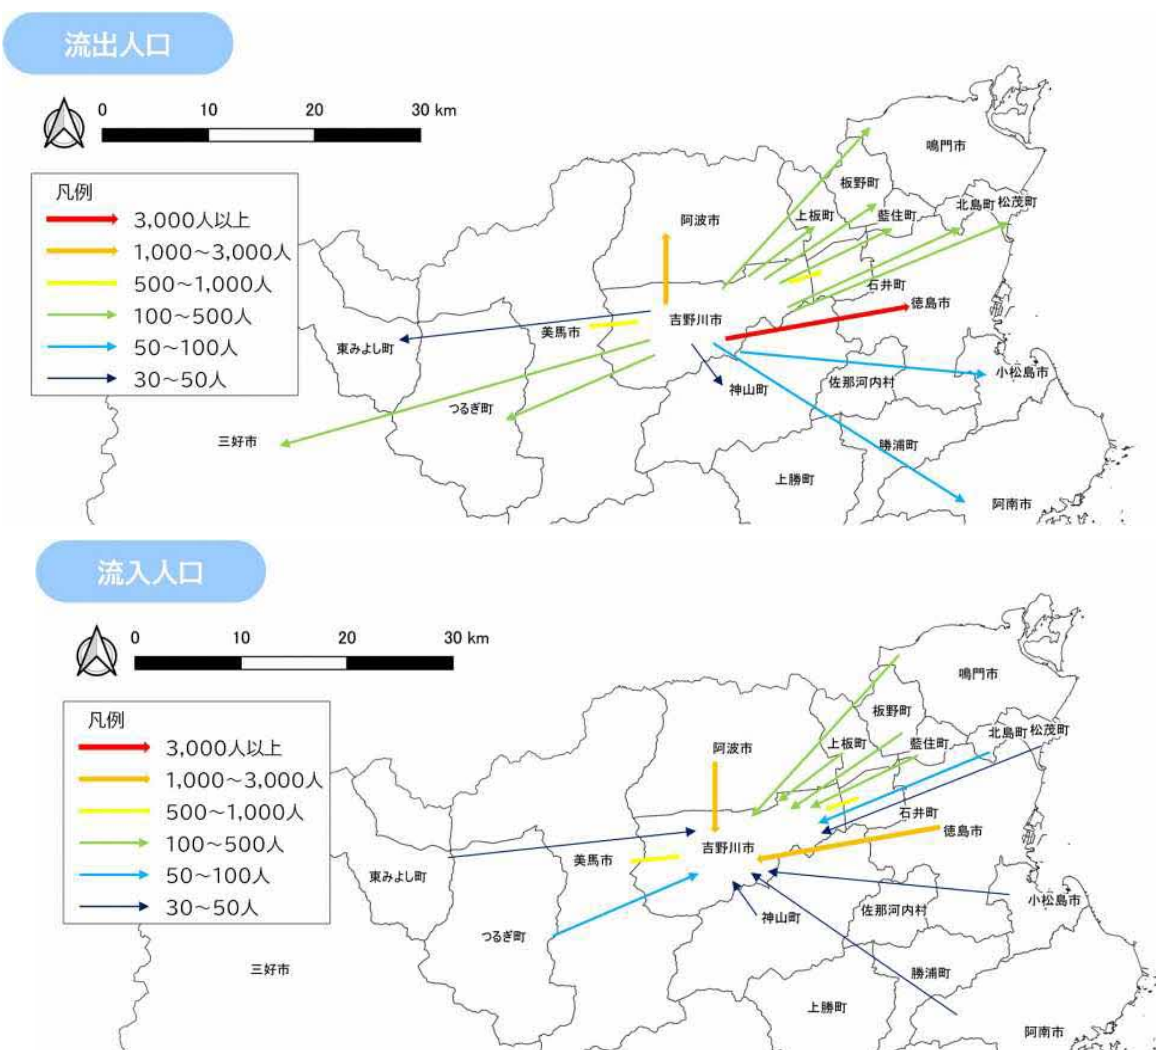 流出人口
0 10 20 30 km
凡例
3,000人以上
1,000～3,000人
500～1,000人
100～500人
50～100人
30～50人
鳴門市
板野町
北島町 松茂町
上板町 藍住町
阿波市
石井町
徳島市
吉野川市
美馬市
東みよし町
小松島市
佐那河内村
神山町
つるぎ町
三好市
勝浦町
上勝町
阿南市
流入人口
0 10 20 30 km
凡例
3,000人以上
1,000～3,000人
500～1,000人
100～500人
50～100人
30～50人
鳴門市
板野町
北島町 松茂町
上板町 藍住町
阿波市
石井町
徳島市
吉野川市
美馬市
東みよし町
小松島市
佐那河内村
神山町
つるぎ町
三好市
勝浦町
上勝町
阿南市